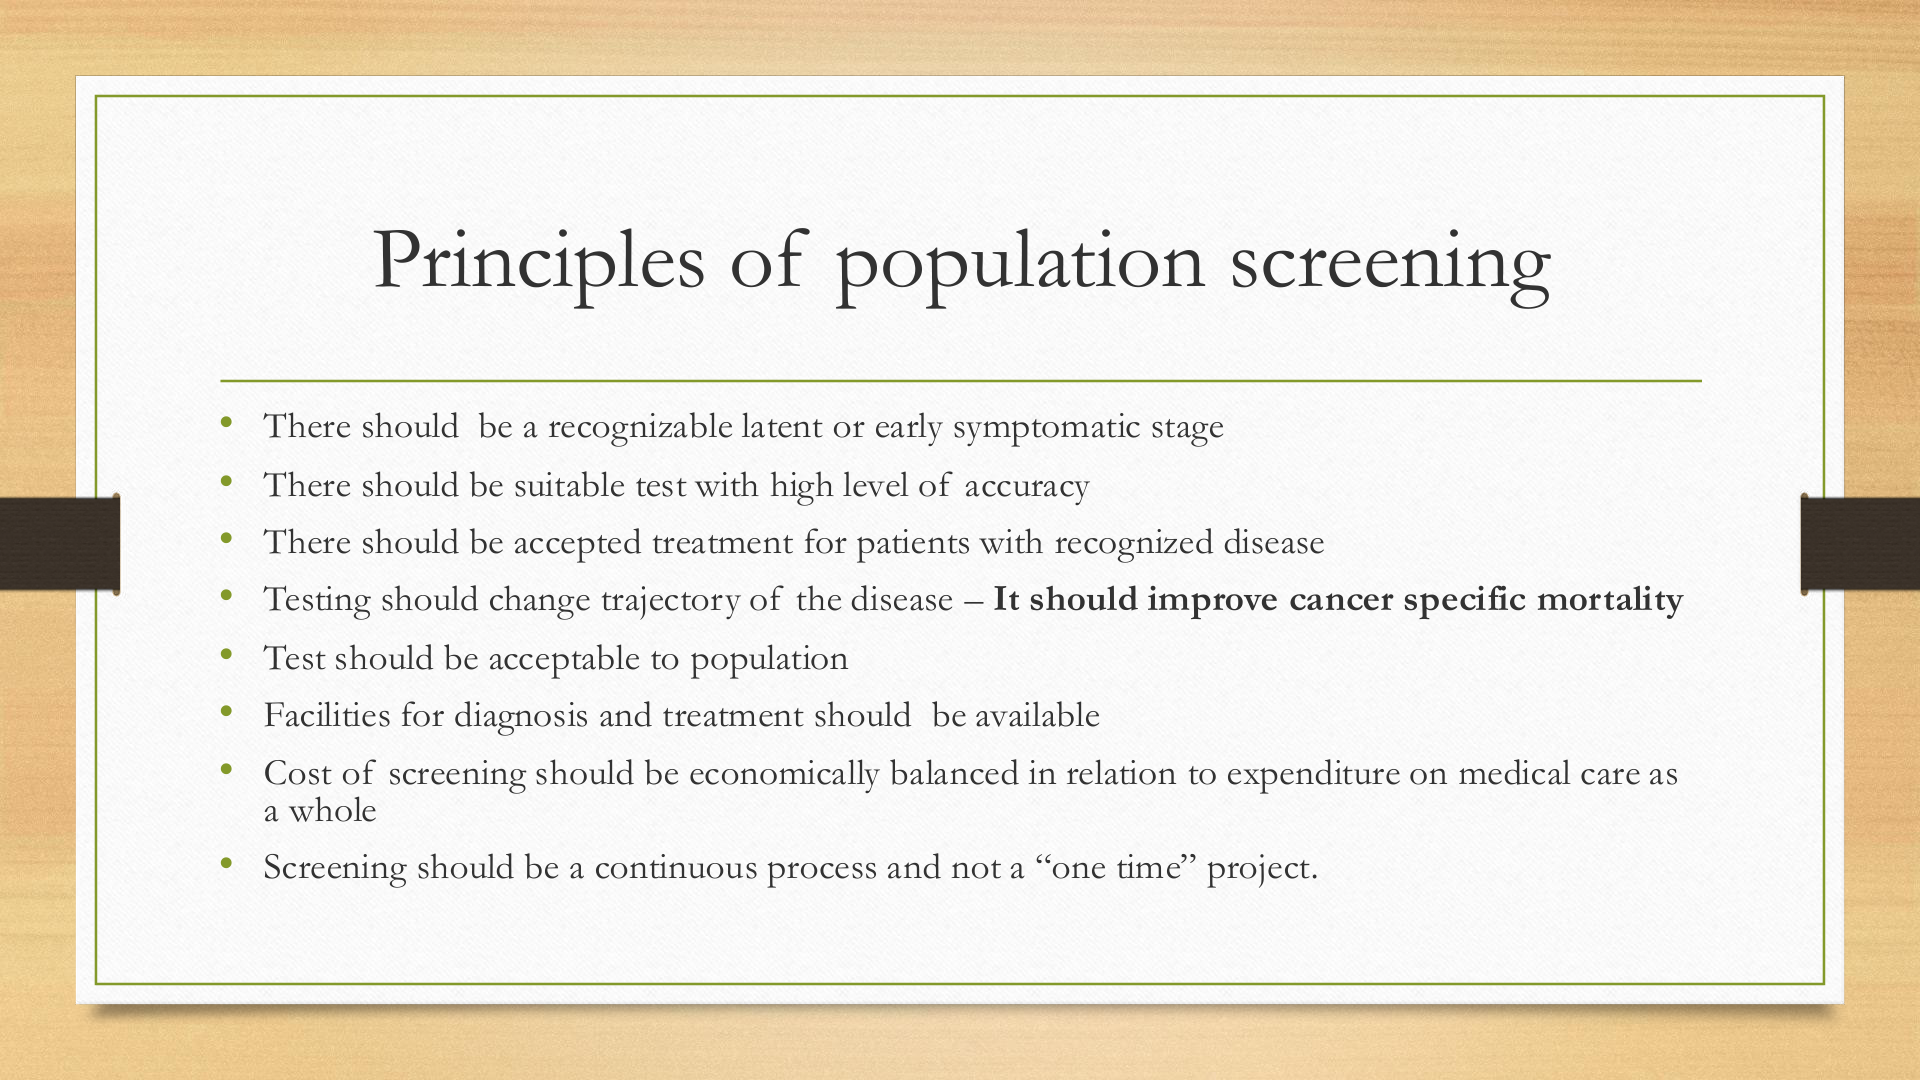 Principles of population screening
• There should be a recognizable latent or early symptomatic stage
• There should be suitable test with high level of accuracy
• There should be accepted treatment for patients with recognized disease
• Testing should change trajectory of the disease – It should improve cancer specific mortality
• Test should be acceptable to population
• Facilities for diagnosis and treatment should be available
• Cost of screening should be economically balanced in relation to expenditure on medical care as
a whole
• Screening should be a continuous process and not a “one time” project.